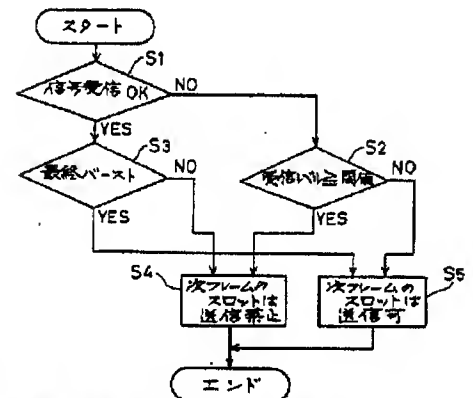 スタート
S1
信号受信OK
NO
YES
S3
最終バースト
NO
YES
S2
受信レベル≧閾値
NO
YES
S4
次フレームの
スロットは
送信禁止
S5
次フレームの
スロットは
送信可
エンド